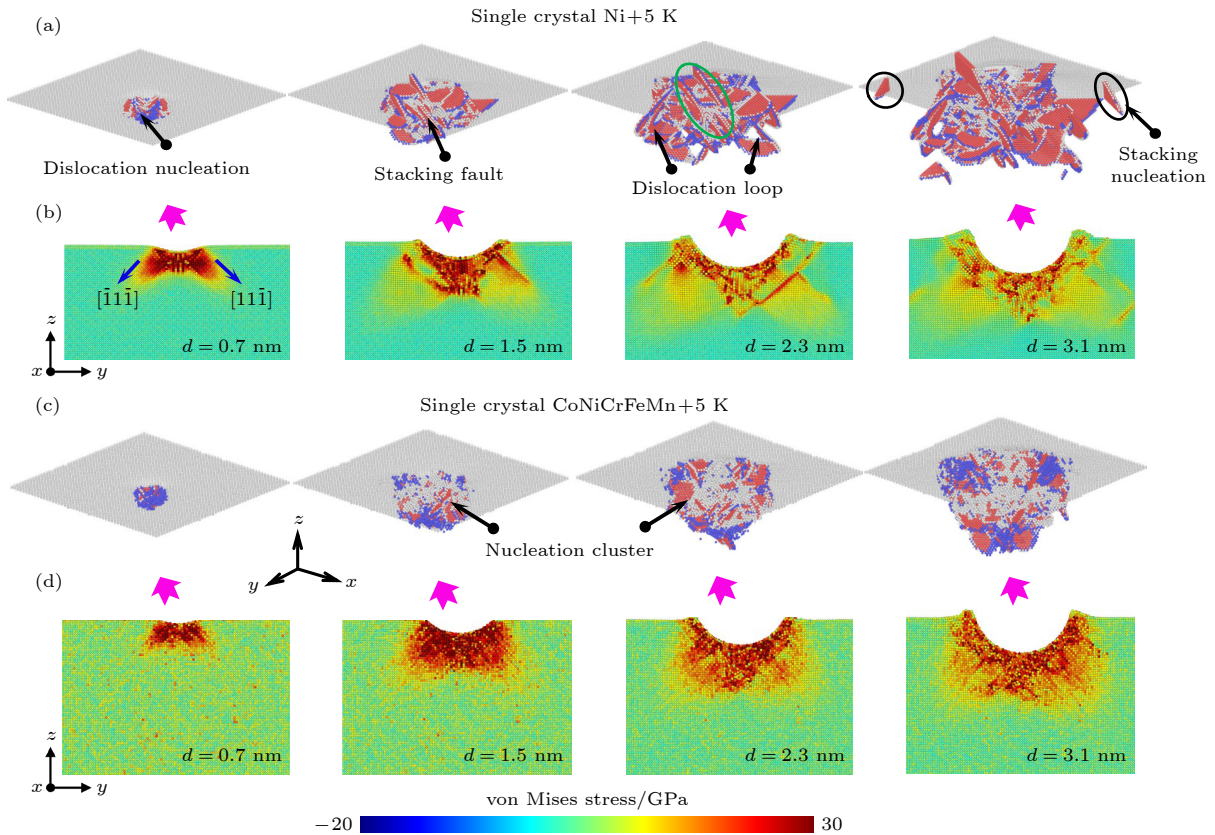 (a)
Single crystal Ni+5 K
Dislocation nucleation
Stacking fault
Dislocation loop
Stacking
nucleation
(b)
[1̄11̄]
[111̄]
z
x
y
d = 0.7 nm
d = 1.5 nm
d = 2.3 nm
d = 3.1 nm
(c)
Single crystal CoNiCrFeMn+5 K
Nucleation cluster
z
y
x
(d)
z
x
y
d = 0.7 nm
d = 1.5 nm
d = 2.3 nm
d = 3.1 nm
von Mises stress/GPa
−20
30